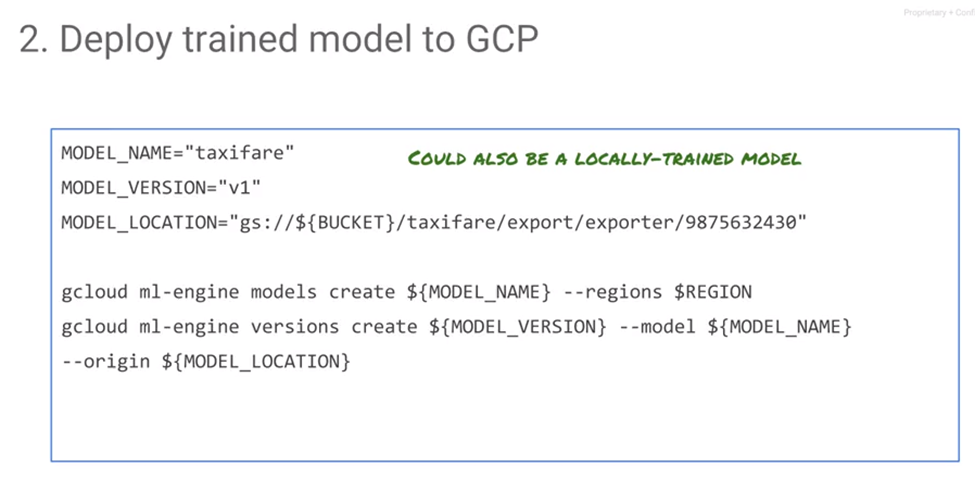 Proprietary + Conf
2. Deploy trained model to GCP
MODEL_NAME="taxifare"
COULD ALSO BE A LOCALLY-TRAINED MODEL
MODEL_VERSION="v1"
MODEL_LOCATION="gs://${BUCKET}/taxifare/export/exporter/9875632430"
gcloud ml-engine models create ${MODEL_NAME} --regions $REGION
gcloud ml-engine versions create ${MODEL_VERSION} --model ${MODEL_NAME}
--origin ${MODEL_LOCATION}